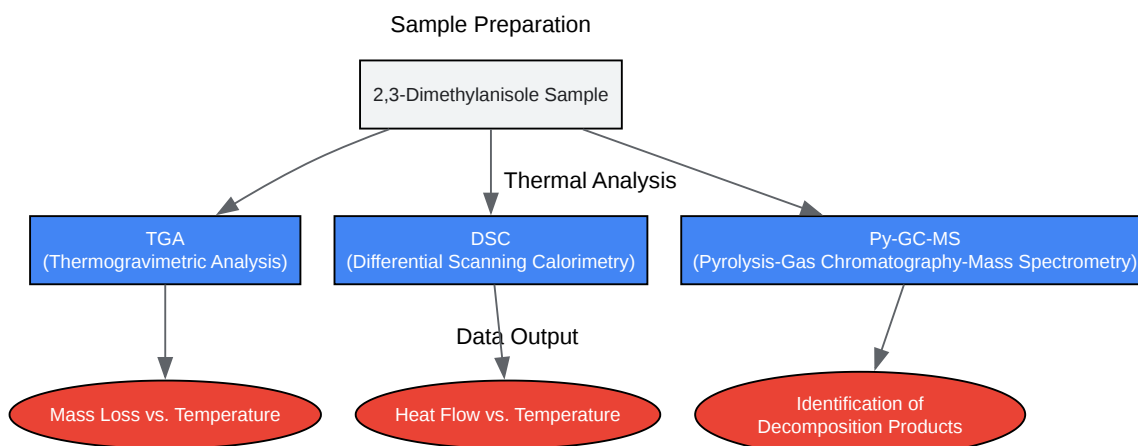 Sample Preparation
2,3-Dimethylanisole Sample
Thermal Analysis
TGA
(Thermogravimetric Analysis)
DSC
(Differential Scanning Calorimetry)
Py-GC-MS
(Pyrolysis-Gas Chromatography-Mass Spectrometry)
Data Output
Mass Loss vs. Temperature
Heat Flow vs. Temperature
Identification of
Decomposition Products